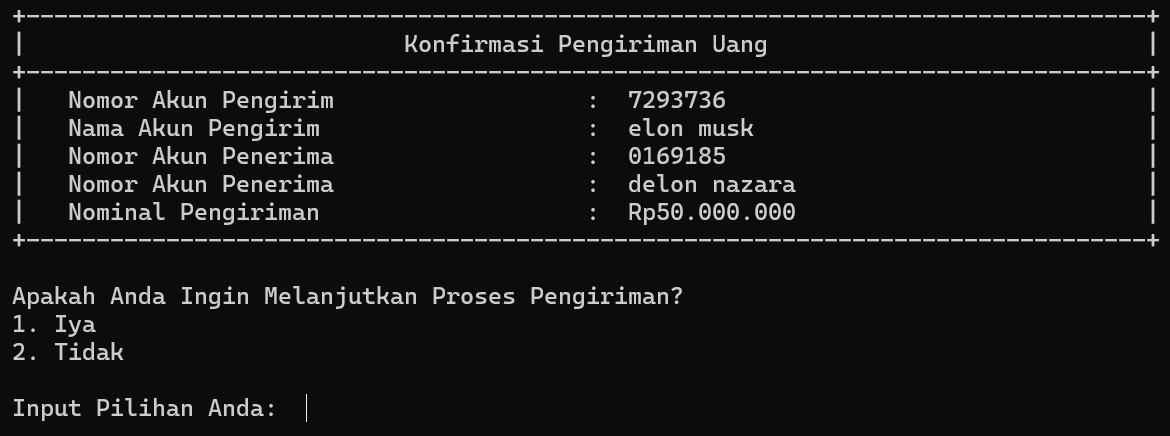 Konfirmasi Pengiriman Uang
Nomor Akun Pengirim : 7293736
Nama Akun Pengirim : elon musk
Nomor Akun Penerima : 0169185
Nomor Akun Penerima : delon nazara
Nominal Pengiriman : Rp50.000.000
Apakah Anda Ingin Melanjutkan Proses Pengiriman?
1. Iya
2. Tidak
Input Pilihan Anda: